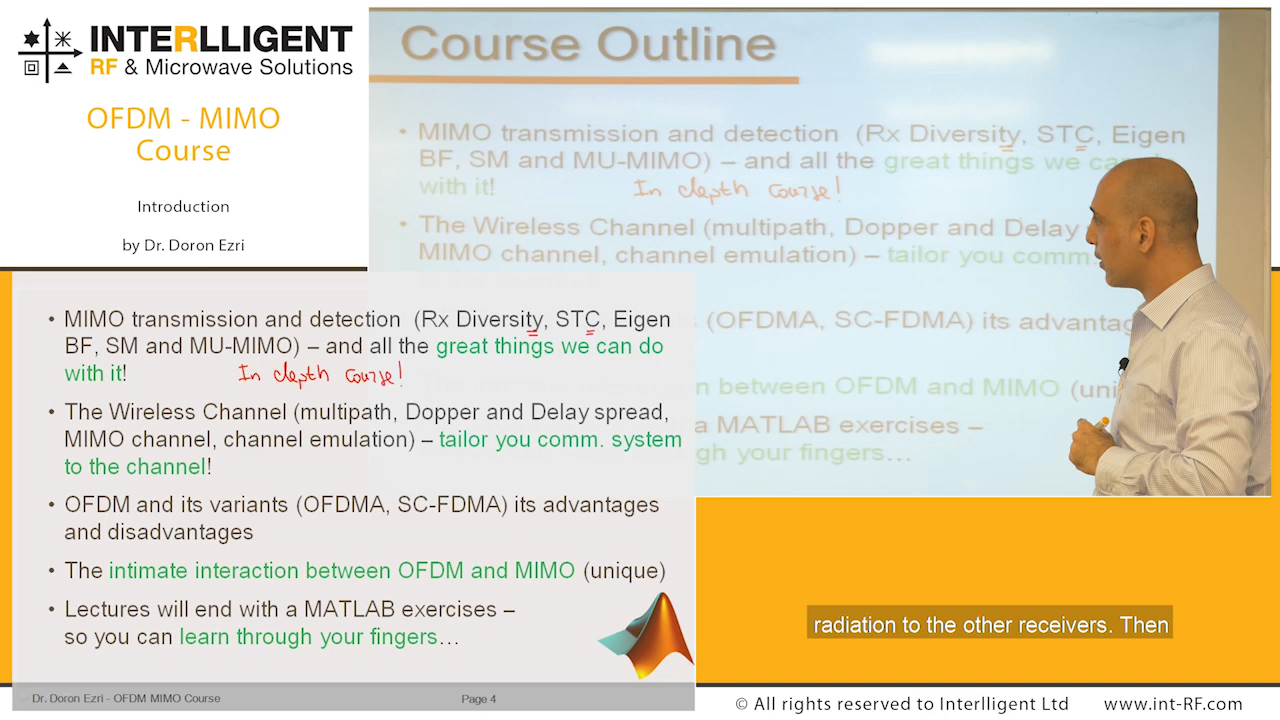 INTERLLIGENT
RF & Microwave Solutions
OFDM - MIMO
Course
Introduction
by Dr. Doron Ezri
Course Outline
• MIMO transmission and detection (Rx Diversity, STC, Eigen
BF, SM and MU-MIMO) – and all the great things we ca
with it!
In depth course!
• The Wireless Channel (multipath, Dopper and Delay
MIMO channel, channel emulation) – tailor you comm.
(OFDMA, SC-FDMA) its advantag
n between OFDM and MIMO (uni
a MATLAB exercises –
gh your fingers…
• MIMO transmission and detection (Rx Diversity, STC, Eigen
BF, SM and MU-MIMO) – and all the great things we can do
with it!
In depth course!
• The Wireless Channel (multipath, Dopper and Delay spread,
MIMO channel, channel emulation) – tailor you comm. system
to the channel!
• OFDM and its variants (OFDMA, SC-FDMA) its advantages
and disadvantages
• The intimate interaction between OFDM and MIMO (unique)
• Lectures will end with a MATLAB exercises –
so you can learn through your fingers…
Dr. Doron Ezri - OFDM MIMO Course
Page 4
radiation to the other receivers. Then
© All rights reserved to Interlligent Ltd
www.int-RF.com